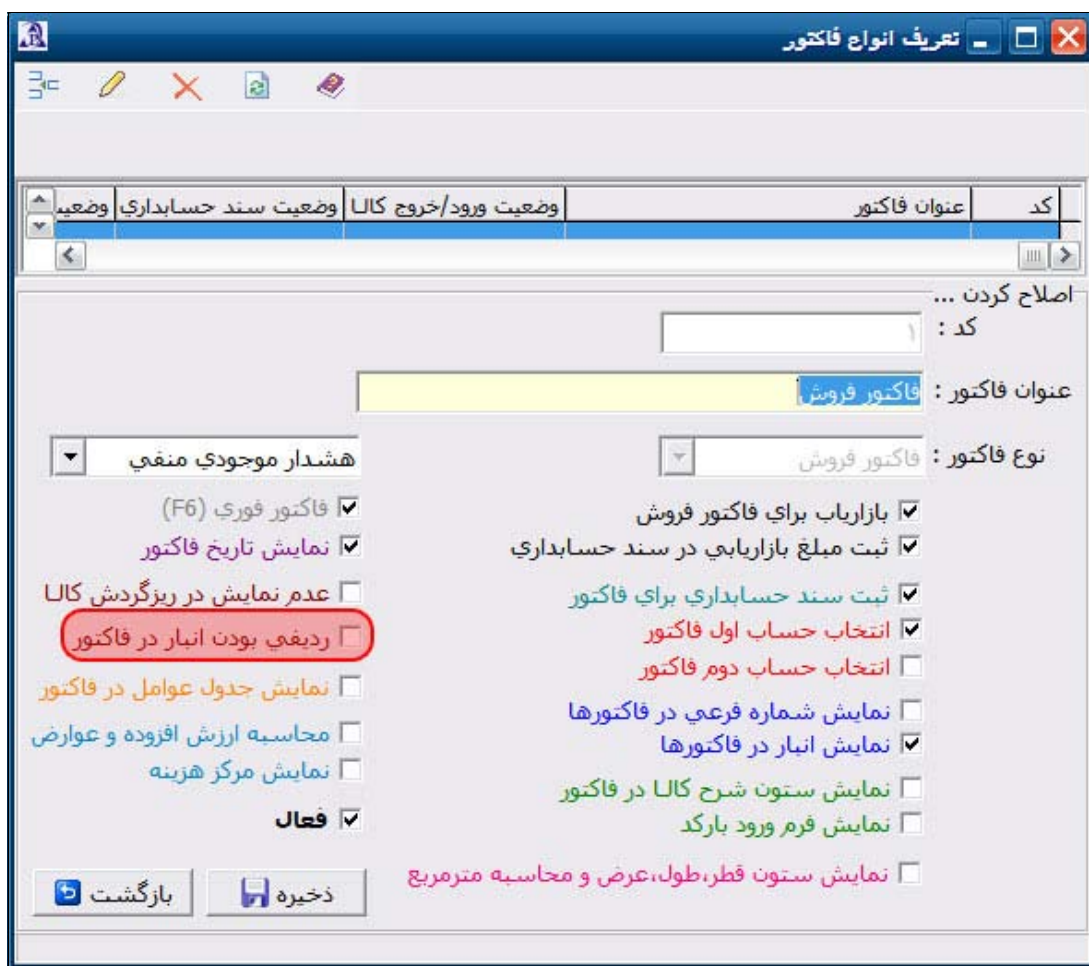 تعریف انواع فاکتور
کد عنوان فاکتور وضعیت ورود/خروج کالا وضعیت سند حسابداري وضعیت
اصلاح کردن ...
کد : ۱
عنوان فاکتور : فاکتور فروش
نوع فاکتور : فاکتور فروش هشدار موجودي منفي
بازاریاب براي فاکتور فروش
ثبت مبلغ بازاریابي در سند حسابداري
ثبت سند حسابداري براي فاکتور
انتخاب حساب اول فاکتور
انتخاب حساب دوم فاکتور
نمایش شماره فرعي در فاکتورها
نمایش انبار در فاکتورها
نمایش ستون شرح کالا در فاکتور
نمایش فرم ورود بارکد
نمایش ستون قطر،طول،عرض و محاسبه مترمربع
فاکتور فوري (F6)
نمایش تاریخ فاکتور
عدم نمایش در ریزگردش کالا
ردیفي بودن انبار در فاکتور
نمایش جدول عوامل در فاکتور
محاسبه ارزش افزوده و عوارض
نمایش مرکز هزینه
فعال
ذخیره
بازگشت